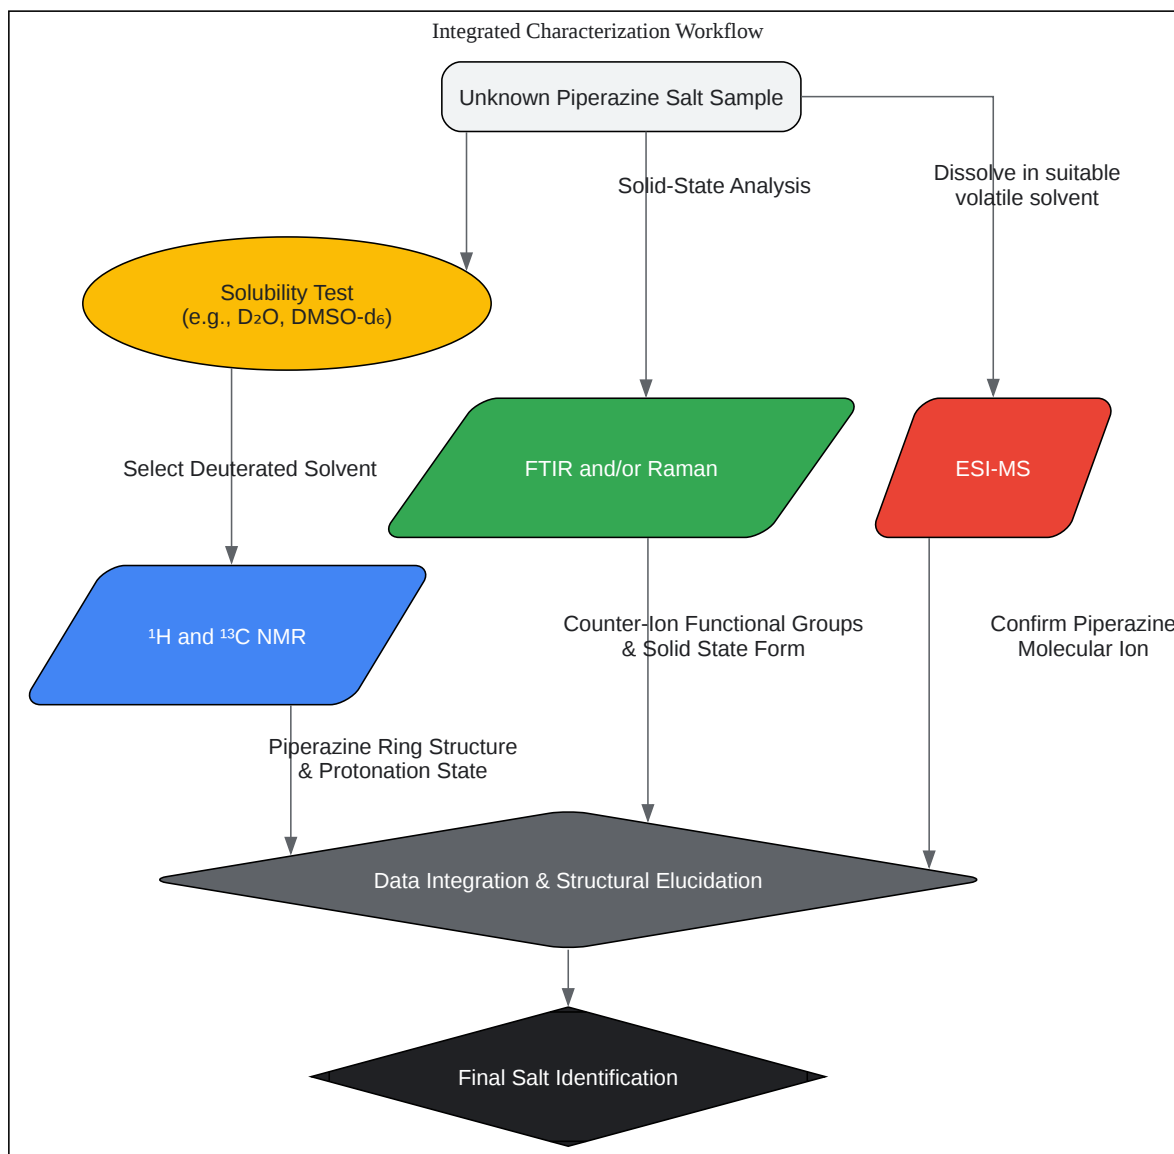 Integrated Characterization Workflow
Unknown Piperazine Salt Sample
Solid-State Analysis
Dissolve in suitable
volatile solvent
Solubility Test
(e.g., D₂O, DMSO-d₆)
Select Deuterated Solvent
FTIR and/or Raman
ESI-MS
¹H and ¹³C NMR
Counter-Ion Functional Groups
& Solid State Form
Confirm Piperazine
Molecular Ion
Piperazine Ring Structure
& Protonation State
Data Integration & Structural Elucidation
Final Salt Identification